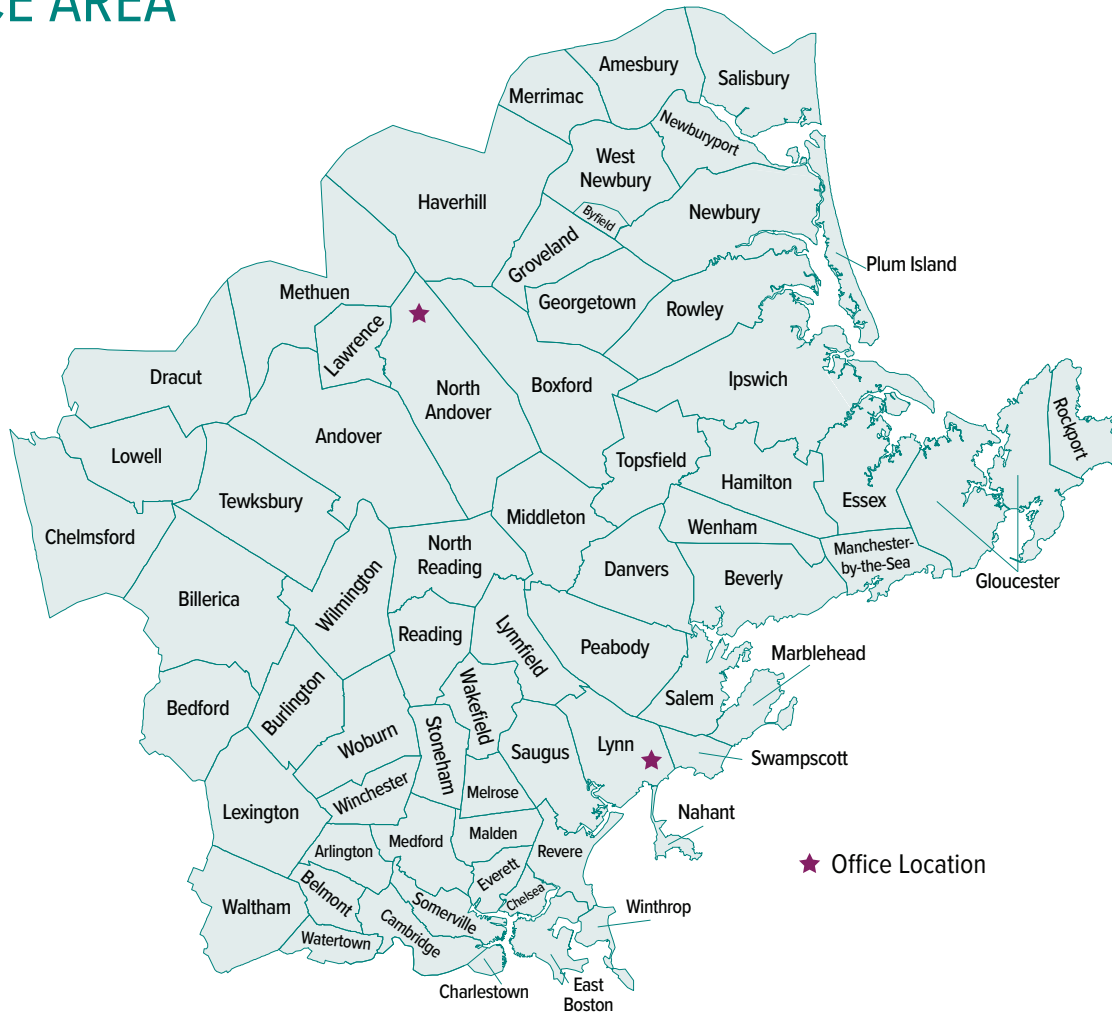 CE AREA
Amesbury
Salisbury
Merrimac
Newburyport
West
Newbury
Haverhill
Byfield
Newbury
Groveland
Plum Island
Methuen
Georgetown
Rowley
Lawrence
Dracut
North
Andover
Boxford
Ipswich
Rockport
Andover
Lowell
Topsfield
Hamilton
Tewksbury
Essex
Middleton
Wenham
Chelmsford
North
Reading
Manchester-
by-the-Sea
Danvers
Beverly
Gloucester
Billerica
Wilmington
Reading
Lynnfield
Peabody
Marblehead
Salem
Bedford
Burlington
Wakefield
Woburn
Stoneham
Saugus
Lynn
Swampscott
Winchester
Melrose
Lexington
Nahant
Medford
Malden
Arlington
Revere
Office Location
Everett
Belmont
Chelsea
Waltham
Somerville
Winthrop
Cambridge
Watertown
Charlestown
East
Boston